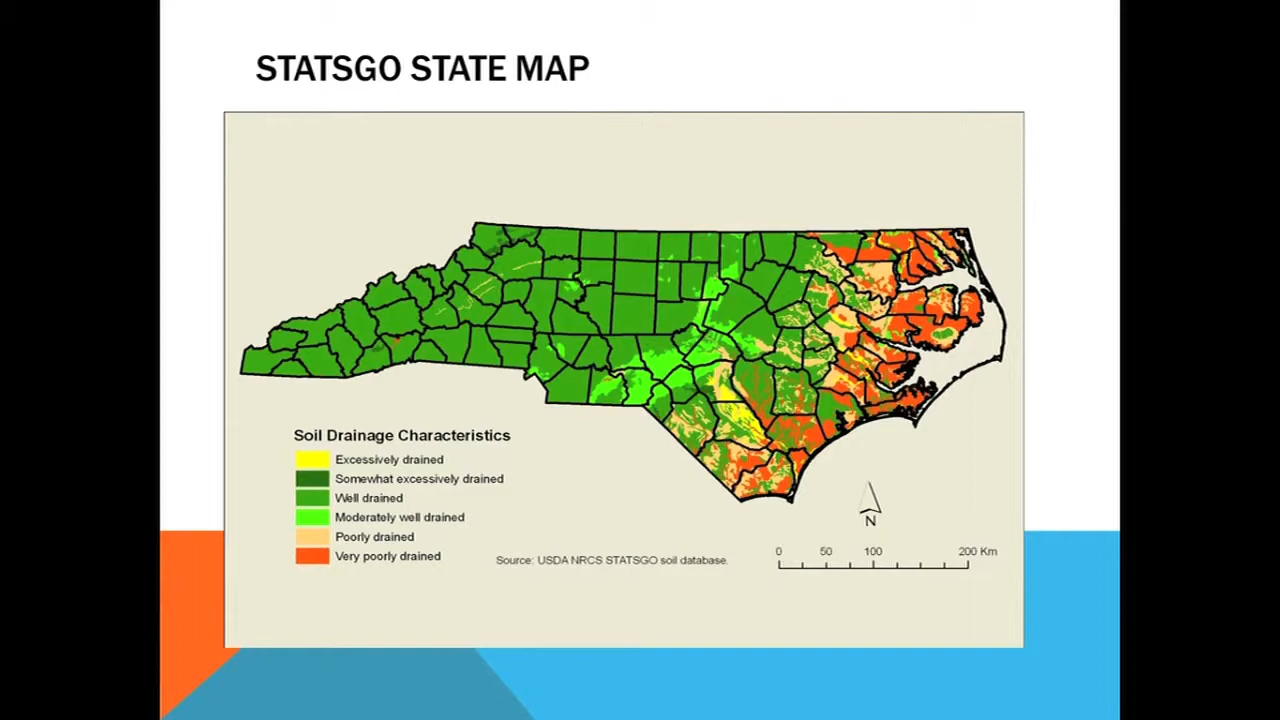 STATSGO STATE MAP
Soil Drainage Characteristics
Excessively drained
Somewhat excessively drained
Well drained
Moderately well drained
Poorly drained
Very poorly drained
Source: USDA NRCS STATSGO soil database.
N
0 50 100 200 Km